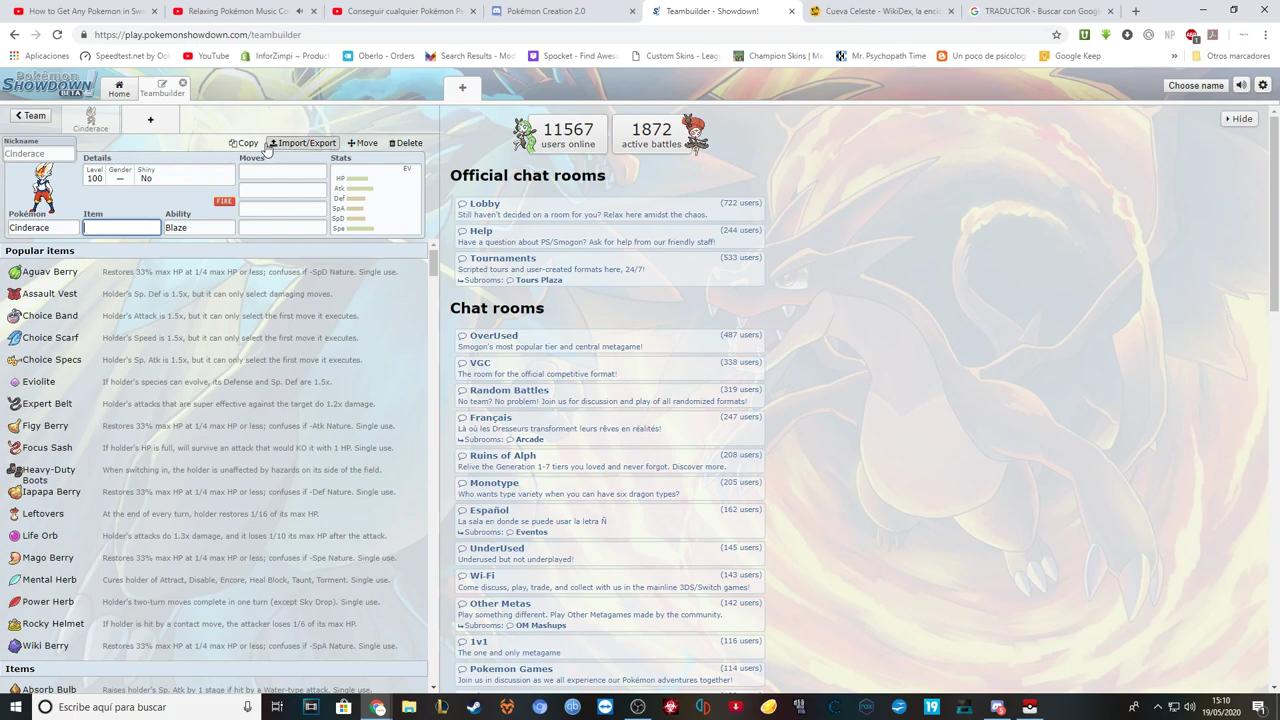 How to Get Any Pokemon in Swo
Relaxing Pokémon Music Co
Conseguir cualquier Pokémon P
Pokémon Creation 2.0
Teambuilder - Showdown!
Cueva Celeste - WikiDex, la enci
TRADUCTOR - Buscar con Goog
https://play.pokemonshowdown.com/teambuilder
Aplicaciones
Speedtest.net by Ook
YouTube
InforZimpi ~ Product
Oberlo - Orders
Search Results - Mod
Spocket - Find Aweso
Custom Skins - Leag
Champion Skins | Ma
Mr. Psychopath Time
Un poco de psicolog
Google Keep
Otros marcadores
Pokémon
SHOWDOWN
BETA
Home
Teambuilder
Choose name
Team
Cinderace
Nickname
Cinderace
Copy
Import/Export
Move
Delete
Details
Level
100
Gender
—
Shiny
No
FIRE
Moves
Stats
EV
HP
Atk
Def
SpA
SpD
Spe
Pokémon
Item
Ability
Cinderace
Blaze
Popular items
Aguav Berry Restores 33% max HP at 1/4 max HP or less; confuses if -SpD Nature. Single use.
Assault Vest Holder's Sp. Def is 1.5x, but it can only select damaging moves.
Choice Band Holder's Attack is 1.5x, but it can only select the first move it executes.
Choice Scarf Holder's Speed is 1.5x, but it can only select the first move it executes.
Choice Specs Holder's Sp. Atk is 1.5x, but it can only select the first move it executes.
Eviolite If holder's species can evolve, its Defense and Sp. Def are 1.5x.
Expert Belt Holder's attacks that are super effective against the target do 1.2x damage.
Figy Berry Restores 33% max HP at 1/4 max HP or less; confuses if -Atk Nature. Single use.
Focus Sash If holder's HP is full, will survive an attack that would KO it with 1 HP. Single use.
Heavy-Duty Boots When switching in, the holder is unaffected by hazards on its side of the field.
Iapapa Berry Restores 33% max HP at 1/4 max HP or less; confuses if -Def Nature. Single use.
Leftovers At the end of every turn, holder restores 1/16 of its max HP.
Life Orb Holder's attacks do 1.3x damage, and it loses 1/10 its max HP after the attack.
Mago Berry Restores 33% max HP at 1/4 max HP or less; confuses if -Spe Nature. Single use.
Mental Herb Cures holder of Attract, Disable, Encore, Heal Block, Taunt, Torment. Single use.
Power Herb Holder's two-turn moves complete in one turn (except Sky Drop). Single use.
Rocky Helmet If holder is hit by a contact move, the attacker loses 1/6 of its max HP.
Wiki Berry Restores 33% max HP at 1/4 max HP or less; confuses if -SpA Nature. Single use.
Items
Absorb Bulb Raises holder's Sp. Atk by 1 stage if hit by a Water-type attack. Single use.
11567
users online
1872
active battles
Hide
Official chat rooms
Lobby (722 users)
Still haven't decided on a room for you? Relax here amidst the chaos.
Help (244 users)
Have a question about PS/Smogon? Ask for help from our friendly staff!
Tournaments (533 users)
Scripted tours and user-created formats here, 24/7!
Subrooms: Tours Plaza
Chat rooms
OverUsed (487 users)
Smogon's most popular tier and central metagame!
VGC (338 users)
The room for the official competitive format!
Random Battles (319 users)
No team? No problem! Join us for discussion and play of all randomized formats!
Français (247 users)
Là où les Dresseurs transforment leurs rêves en réalités!
Subrooms: Arcade
Ruins of Alph (208 users)
Relive the Generation 1-7 tiers you loved and never forgot. Discover more.
Monotype (205 users)
Who wants type variety when you can have six dragon types?
Español (162 users)
La sala en donde se puede usar la letra Ñ
Subrooms: Eventos
UnderUsed (145 users)
Underused but not underplayed!
Wi-Fi (143 users)
Come discuss, play, trade, and collect with us in the mainline 3DS/Switch games!
Other Metas (142 users)
Play something different. Play Other Metagames made by the community.
Subrooms: OM Mashups
1v1 (116 users)
The one and only metagame
Pokemon Games (114 users)
Join us in discussion as we all experience our Pokémon adventures together!
Escribe aquí para buscar
15:10
19/05/2020